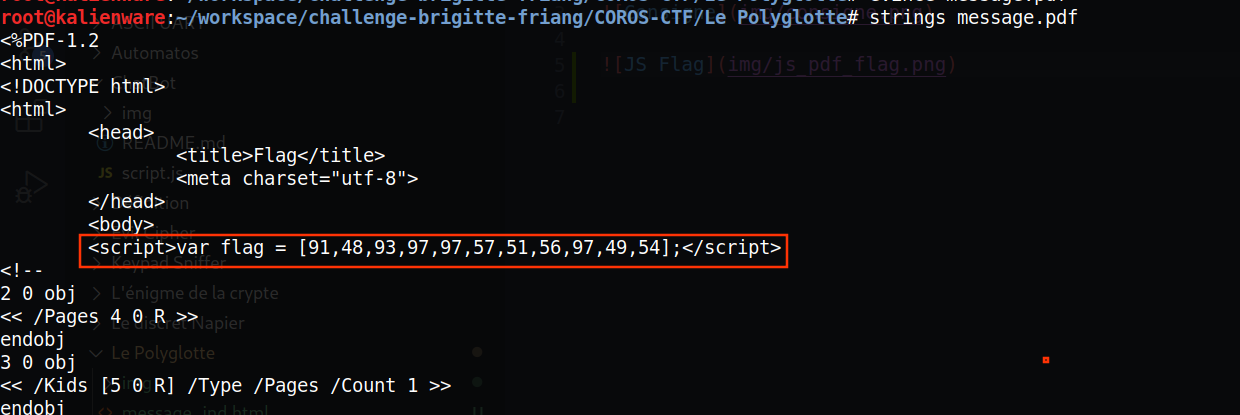 root@kalienware:~/workspace/challenge-brigitte-friang/COROS-CTF/Le Polyglotte# strings message.pdf
<%PDF-1.2
<html>
Automatos
4
5 ![JS Flag](img/js_pdf_flag.png)
<!DOCTYPE html>
6
<html>
img
7
<head>
README.md
<title>Flag</title>
JS script.js
<meta charset="utf-8">
</head>
<body>
<script>var flag = [91,48,93,97,97,57,51,56,97,49,54];</script>
Keypad Sniffer
<!--
2 0 obj
L'énigme de la crypte
<< /Pages 4 0 R >>
Le discret Napier
endobj
3 0 obj
Le Polyglotte
<< /Kids [5 0 R] /Type /Pages /Count 1 >>
endobj
message_ind.html